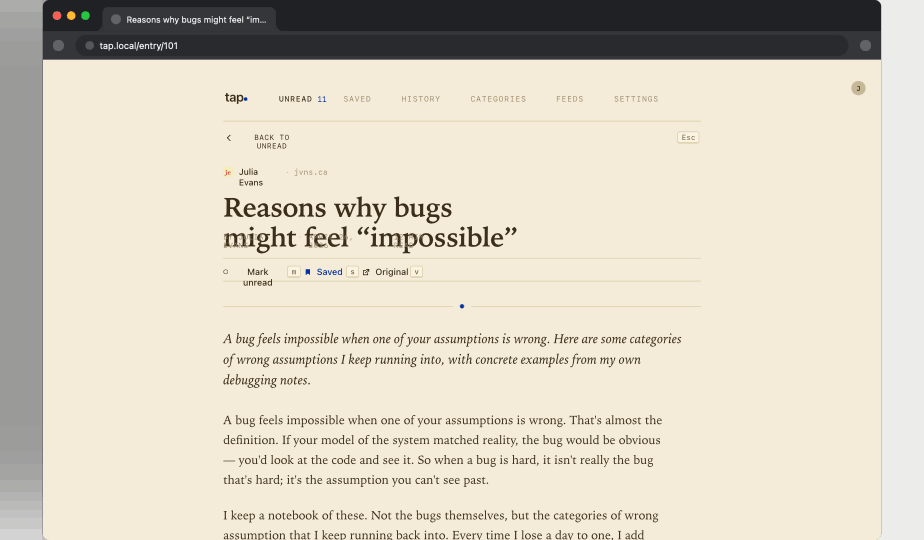 Reasons why bugs might feel “im...
tap.local/entry/101
tap
UNREAD 11 SAVED HISTORY CATEGORIES FEEDS SETTINGS
J
BACK TO
UNREAD
Esc
je Julia
Evans
· jvns.ca
Reasons why bugs
might feel “impossible”
Mark
unread
m Saved s Original v
A bug feels impossible when one of your assumptions is wrong. Here are some categories
of wrong assumptions I keep running into, with concrete examples from my own
debugging notes.
A bug feels impossible when one of your assumptions is wrong. That's almost the
definition. If your model of the system matched reality, the bug would be obvious
— you'd look at the code and see it. So when a bug is hard, it isn't really the bug
that's hard; it's the assumption you can't see past.
I keep a notebook of these. Not the bugs themselves, but the categories of wrong
assumption that I keep running back into. Every time I lose a day to one, I add